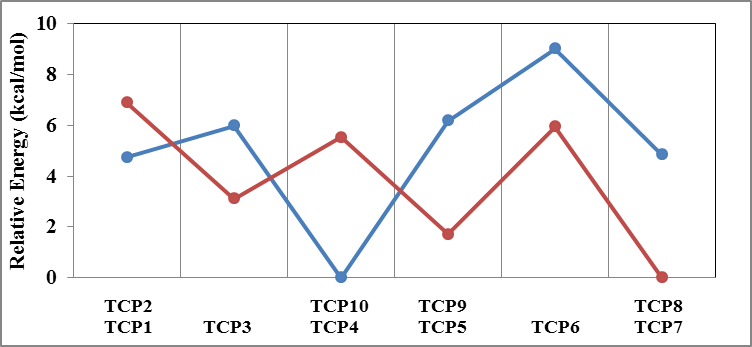 Relative Energy (kcal/mol)
10
8
6
4
2
0
TCP2 TCP10 TCP9 TCP8
TCP1 TCP3 TCP4 TCP5 TCP6 TCP7